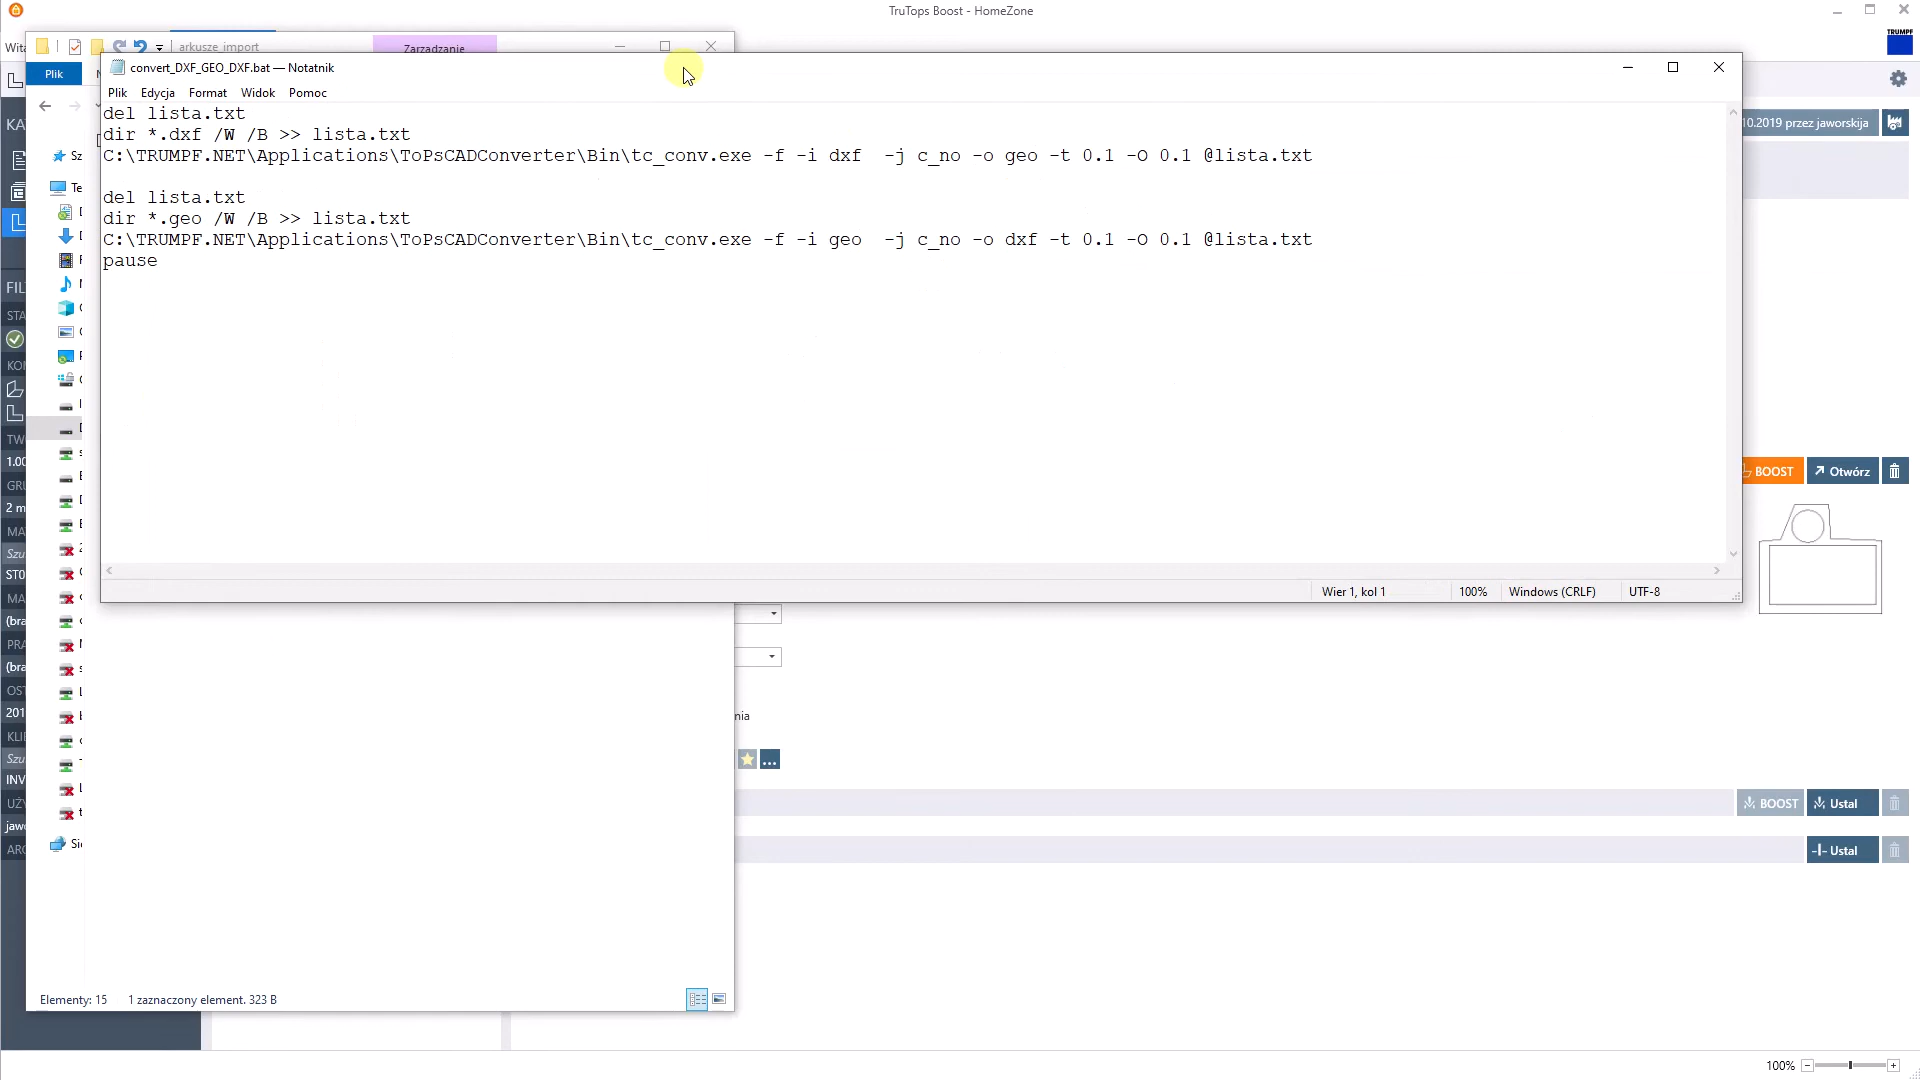 TruTops Boost - HomeZone
TRUMPF
arkusze_import
Zarządzanie
Plik
convert_DXF_GEO_DXF.bat — Notatnik
Plik Edycja Format Widok Pomoc
del lista.txt
dir *.dxf /W /B >> lista.txt
C:\TRUMPF.NET\Applications\ToPsCADConverter\Bin\tc_conv.exe -f -i dxf  -j c_no -o geo -t 0.1 -O 0.1 @lista.txt
del lista.txt
dir *.geo /W /B >> lista.txt
C:\TRUMPF.NET\Applications\ToPsCADConverter\Bin\tc_conv.exe -f -i geo  -j c_no -o dxf -t 0.1 -O 0.1 @lista.txt
pause
Wier 1, kol 1 100% Windows (CRLF) UTF-8
10.2019 przez jaworskija
BOOST Otwórz
BOOST Ustal
Ustal
Elementy: 15 1 zaznaczony element. 323 B
100%